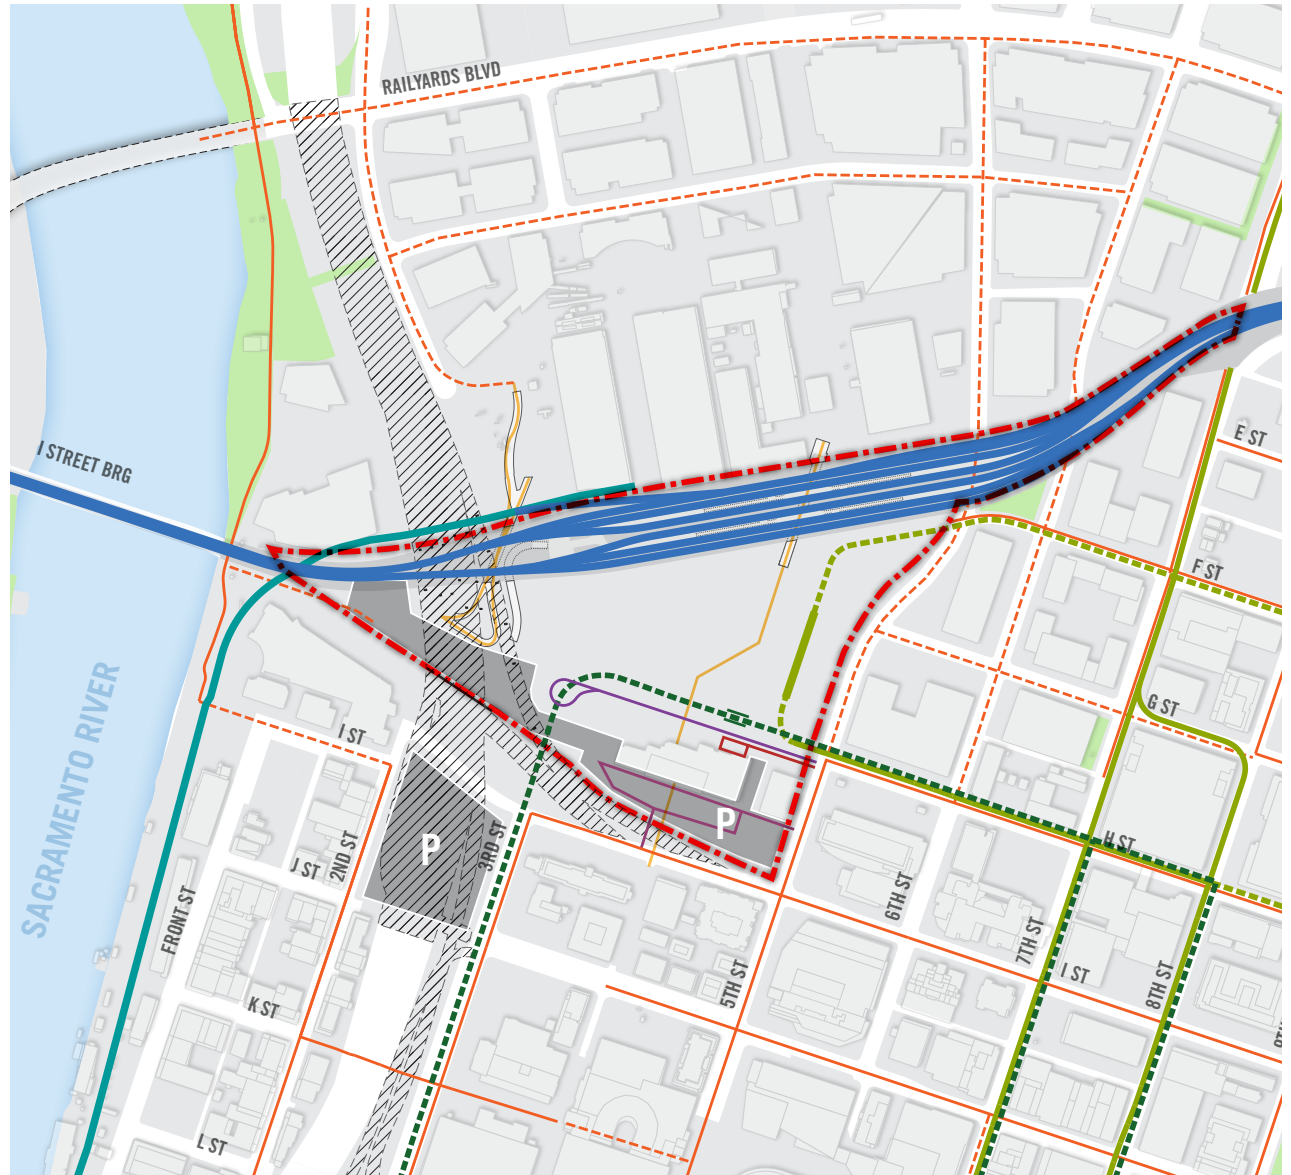 RAILYARDS BLVD
I STREET BRG
E ST
F ST
G ST
SACRAMENTO RIVER
I ST
H ST
P
P
3RD ST
2ND ST
J ST
6TH ST
FRONT ST
7TH ST
I ST
5TH ST
8TH ST
K ST
L ST